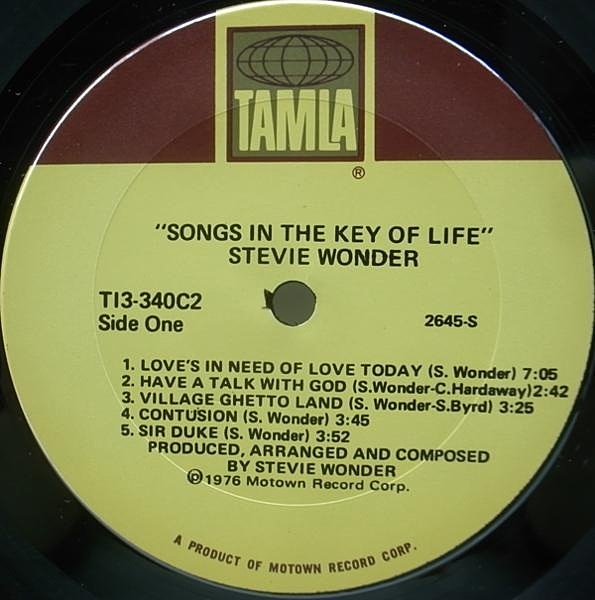 TAMLA
®
"SONGS IN THE KEY OF LIFE"
STEVIE WONDER
T13-340C2
Side One
2645-S
1. LOVE'S IN NEED OF LOVE TODAY (S. Wonder) 7:05
2. HAVE A TALK WITH GOD (S.Wonder-C.Hardaway)2:42
3. VILLAGE GHETTO LAND (S. Wonder-S.Byrd) 3:25
4. CONTUSION (S. Wonder) 3:45
5. SIR DUKE (S. Wonder) 3:52
PRODUCED, ARRANGED AND COMPOSED
BY STEVIE WONDER
℗1976 Motown Record Corp.
A PRODUCT OF MOTOWN RECORD CORP.